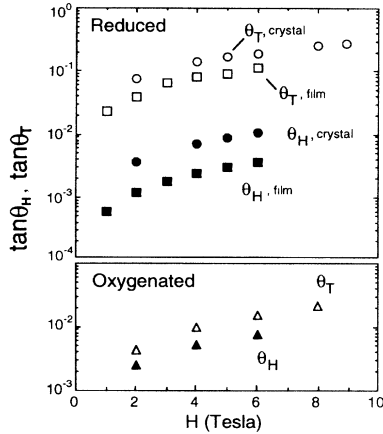 Reduced
θT, crystal
θT, film
θH, crystal
θH, film
10^0
10^-1
10^-2
10^-3
10^-4
tanθH, tanθT
Oxygenated
θT
θH
10^-2
10^-3
0 2 4 6 8 10
H (Tesla)